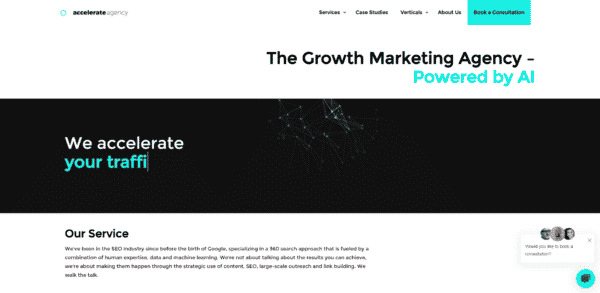 accelerate agency
Services Case Studies Verticals About Us Book a Consultation
The Growth Marketing Agency –
Powered by AI
We accelerate
your traffi
Our Service
We've been in the SEO industry since before the birth of Google, specializing in a 360 search approach that is fueled by a
combination of human expertise, data and machine learning. We're not about talking about the results you can achieve,
we're about making them happen through the strategic use of content, SEO, large-scale outreach and link building. We
walk the talk.
Would you like to book a
consultation?